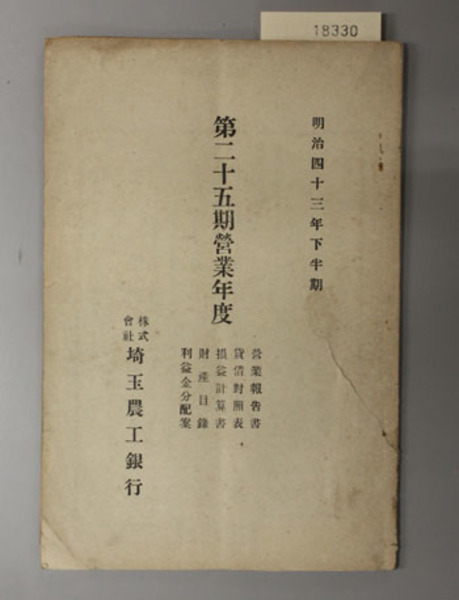 18330
明治四十三年下半期
第二十五期營業年度
營業報告書
貸借對照表
損益計算書
財產目錄
利益金分配案
株式會社埼玉農工銀行